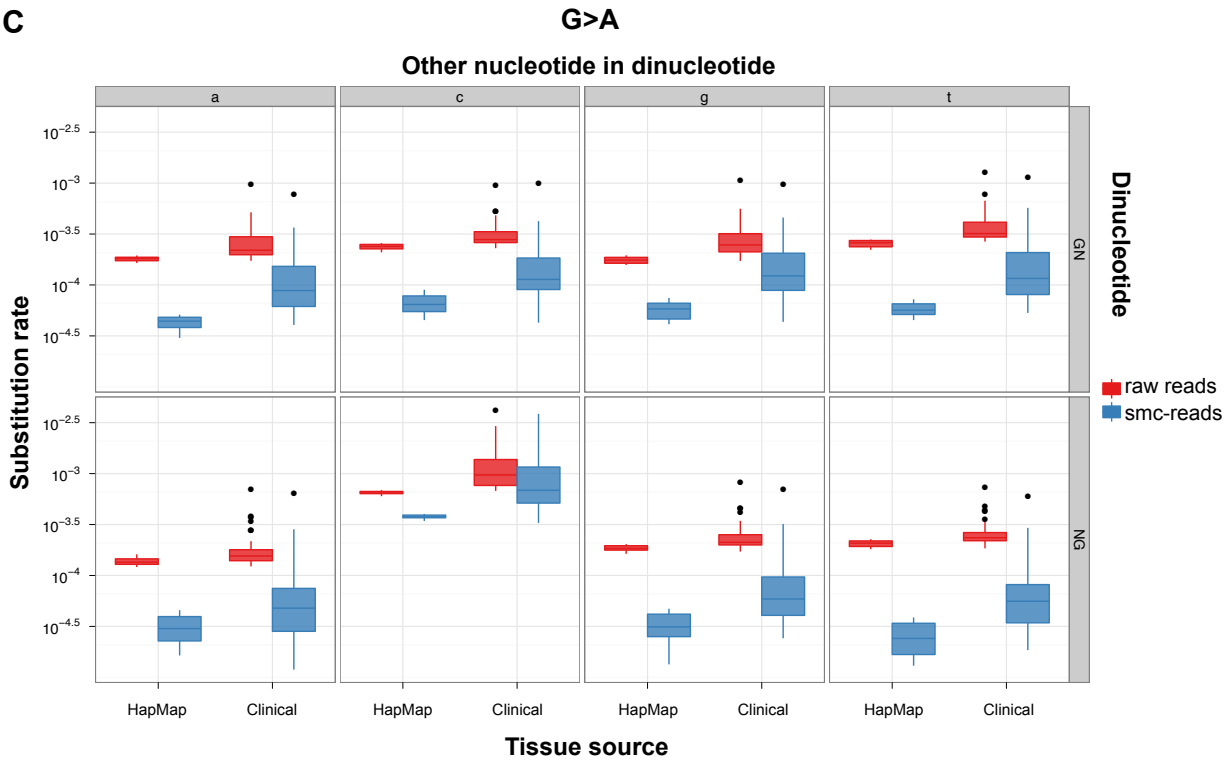 C
G>A
Other nucleotide in dinucleotide
a c g t
10^-2.5
10^-3
10^-3.5
10^-4
10^-4.5
GN
10^-2.5
10^-3
10^-3.5
10^-4
10^-4.5
NG
Substitution rate
Dinucleotide
raw reads
smc-reads
HapMap Clinical HapMap Clinical HapMap Clinical HapMap Clinical
Tissue source